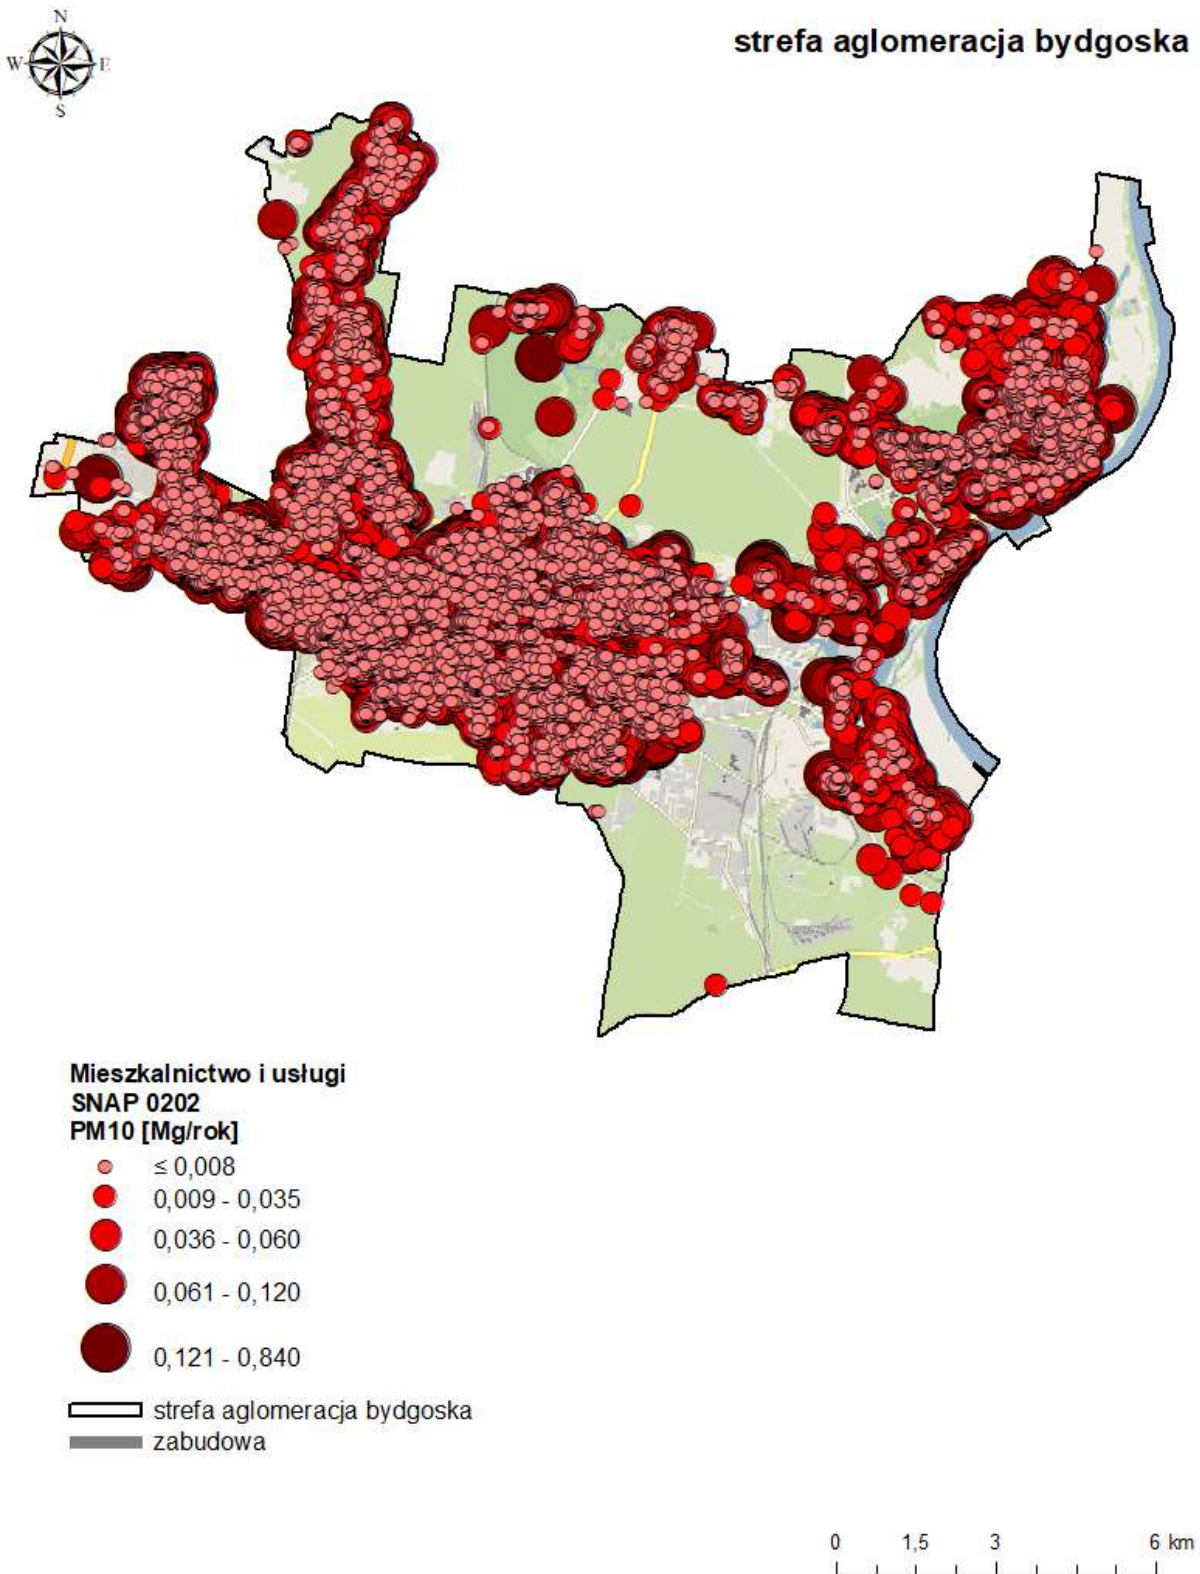 N
W E
S
strefa aglomeracja bydgoska
Mieszkalnictwo i usługi
SNAP 0202
PM10 [Mg/rok]
≤ 0,008
0,009 - 0,035
0,036 - 0,060
0,061 - 0,120
0,121 - 0,840
strefa aglomeracja bydgoska
zabudowa
0 1,5 3 6 km